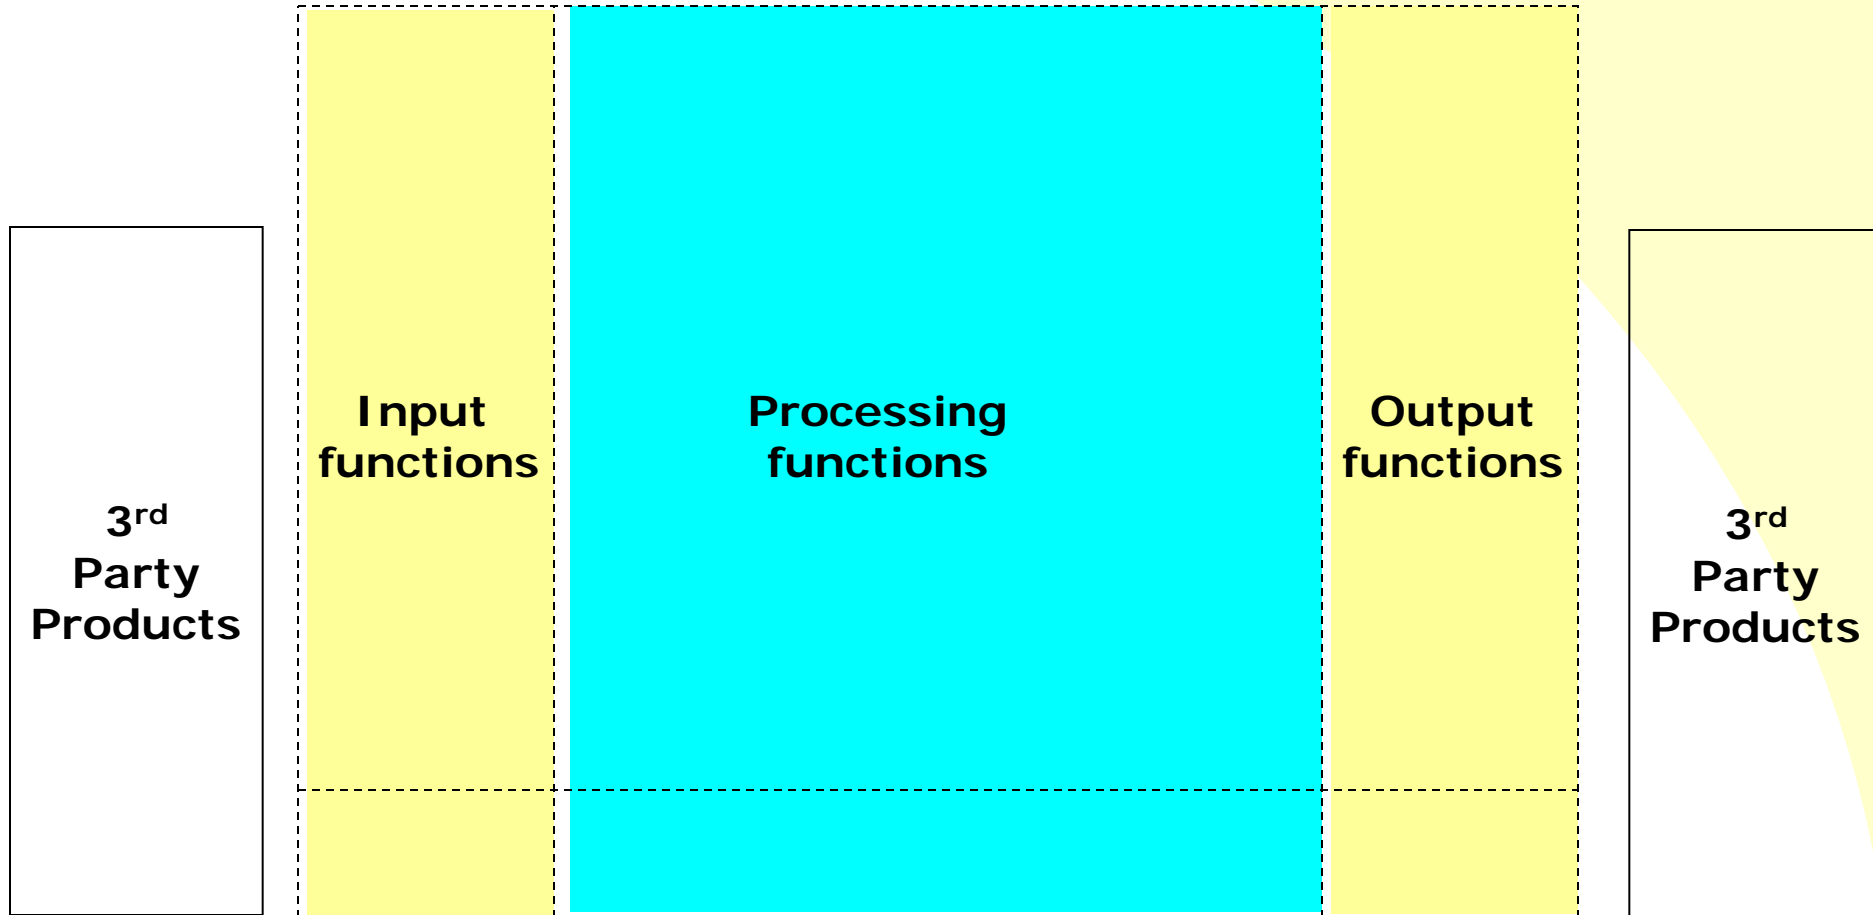 3rd
Party
Products
Input
functions
Processing
functions
Output
functions
3rd
Party
Products